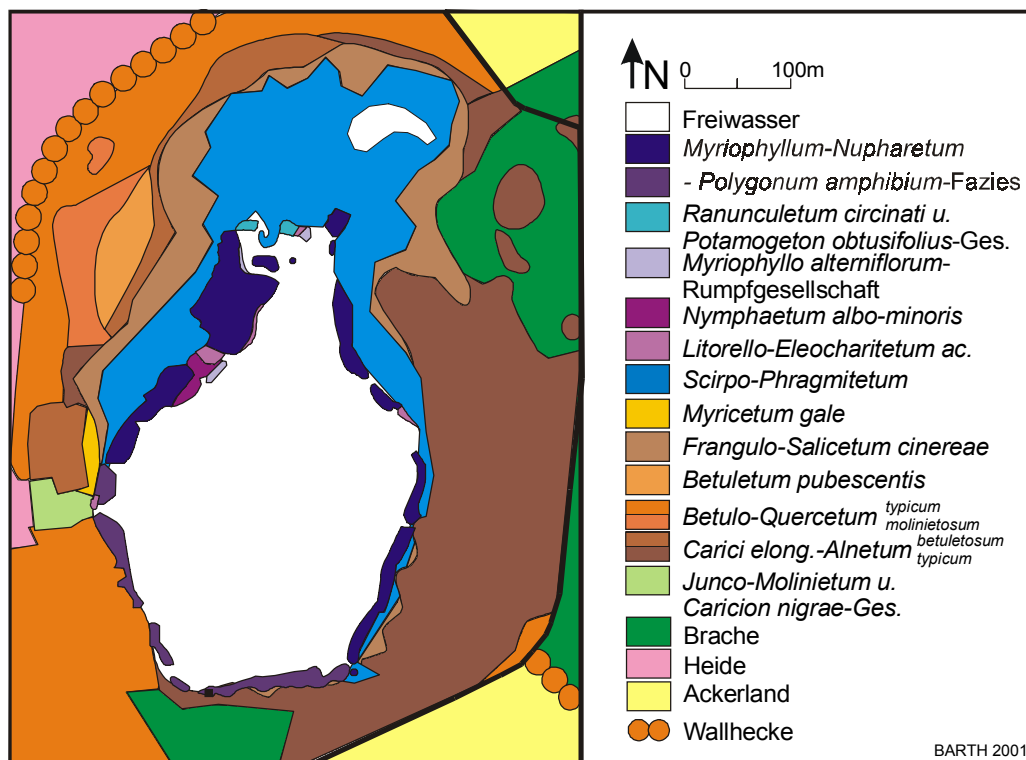 N 0 100m
Freiwasser
Myriophyllum-Nupharetum
- Polygonum amphibium-Fazies
Ranunculetum circinati u.
Potamogeton obtusifolius-Ges.
Myriophyllo alterniflorum-
Rumpfgesellschaft
Nymphaetum albo-minoris
Litorello-Eleocharitetum ac.
Scirpo-Phragmitetum
Myricetum gale
Frangulo-Salicetum cinereae
Betuletum pubescentis
Betulo-Quercetum typicum molinietosum
Carici elong.-Alnetum betuletosum typicum
Junco-Molinietum u.
Caricion nigrae-Ges.
Brache
Heide
Ackerland
Wallhecke
BARTH 2001